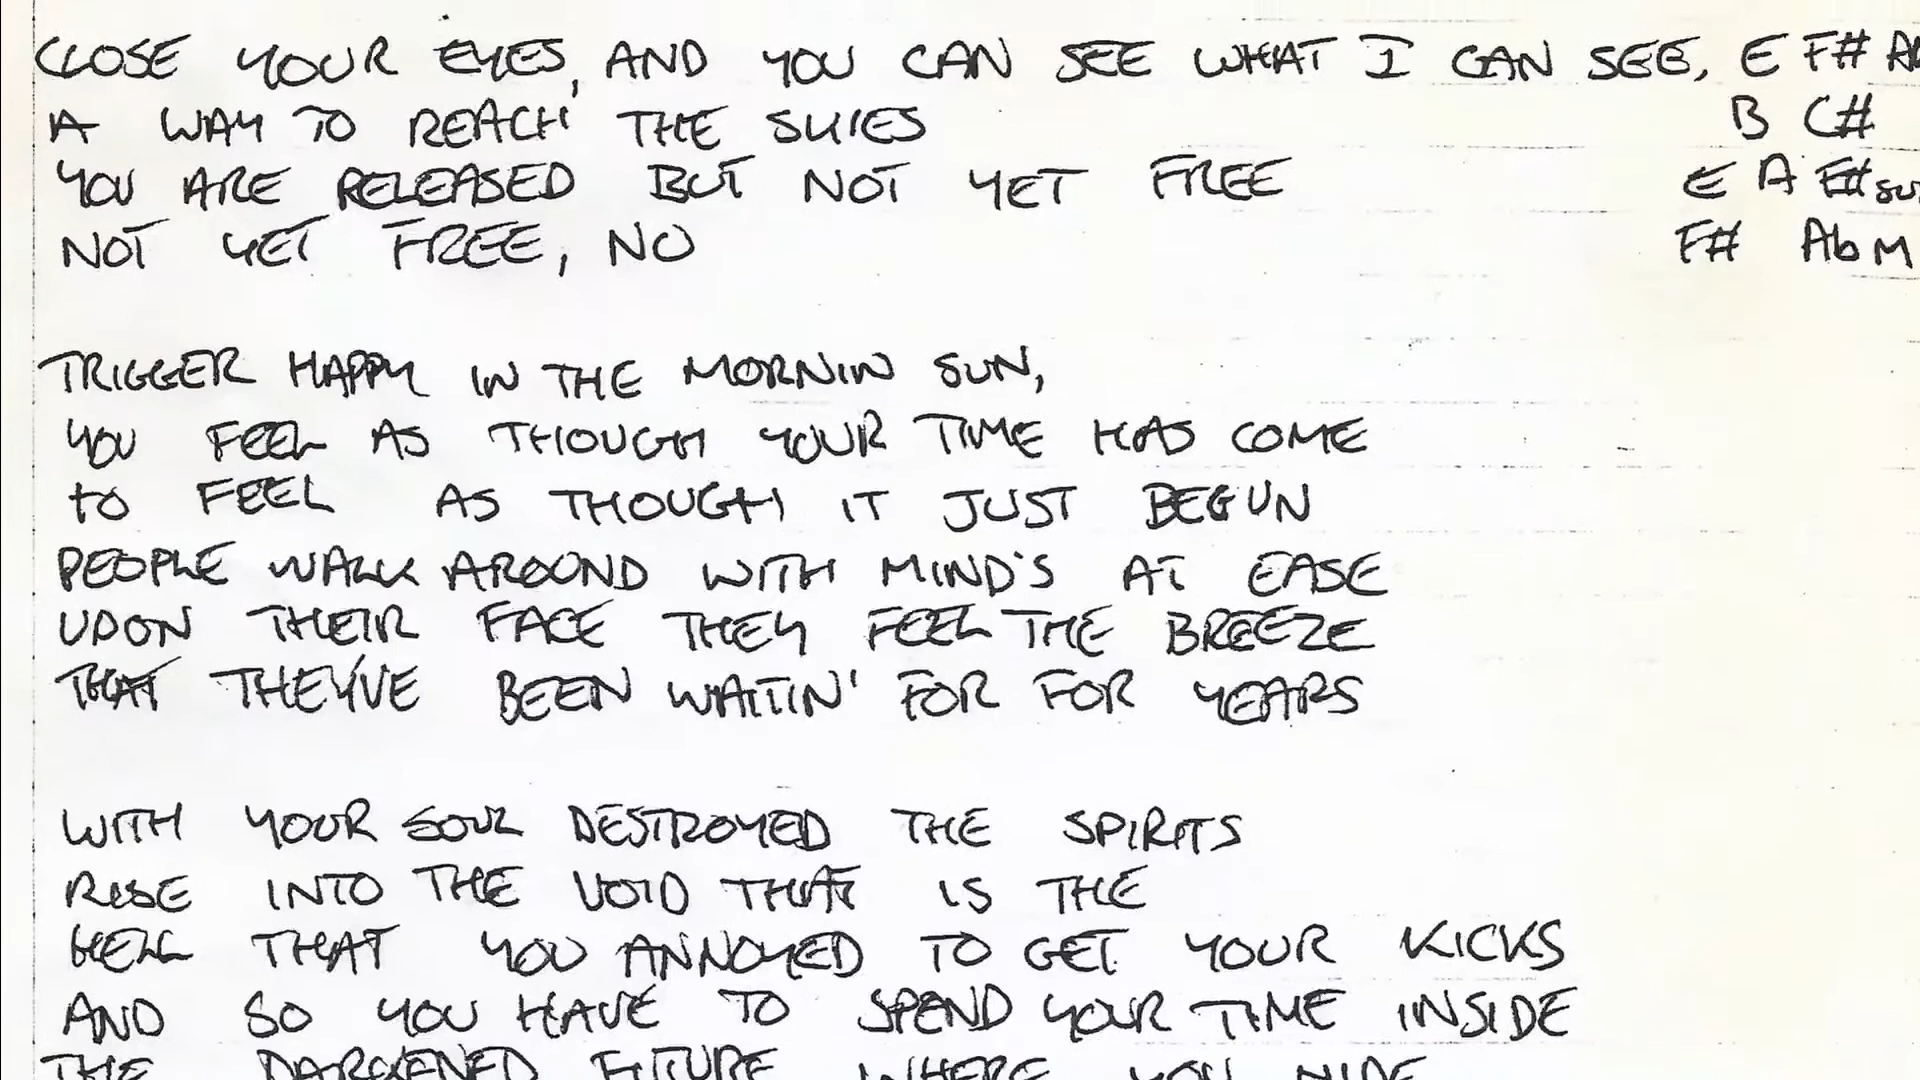 CLOSE YOUR EYES, AND YOU CAN SEE WHAT I CAN SEE, E F#
A WAY TO REACH THE SKIES B C#
YOU ARE RELEASED BUT NOT YET FREE E A F#
NOT YET FREE, NO F# AbM
TRIGGER HAPPY IN THE MORNIN SUN,
YOU FEEL AS THOUGH YOUR TIME HAS COME
TO FEEL AS THOUGH IT JUST BEGUN
PEOPLE WALK AROUND WITH MIND'S AT EASE
UPON THEIR FACE THEY FEEL THE BREEZE
THAT THEY'VE BEEN WAITIN' FOR FOR YEARS
WITH YOUR SOUL DESTROYED THE SPIRITS
RISE INTO THE VOID THAT IS THE
HELL THAT YOU ANNOYED TO GET YOUR KICKS
AND SO YOU HAVE TO SPEND YOUR TIME INSIDE
THE DARKENED FUTURE WHERE YOU HIDE